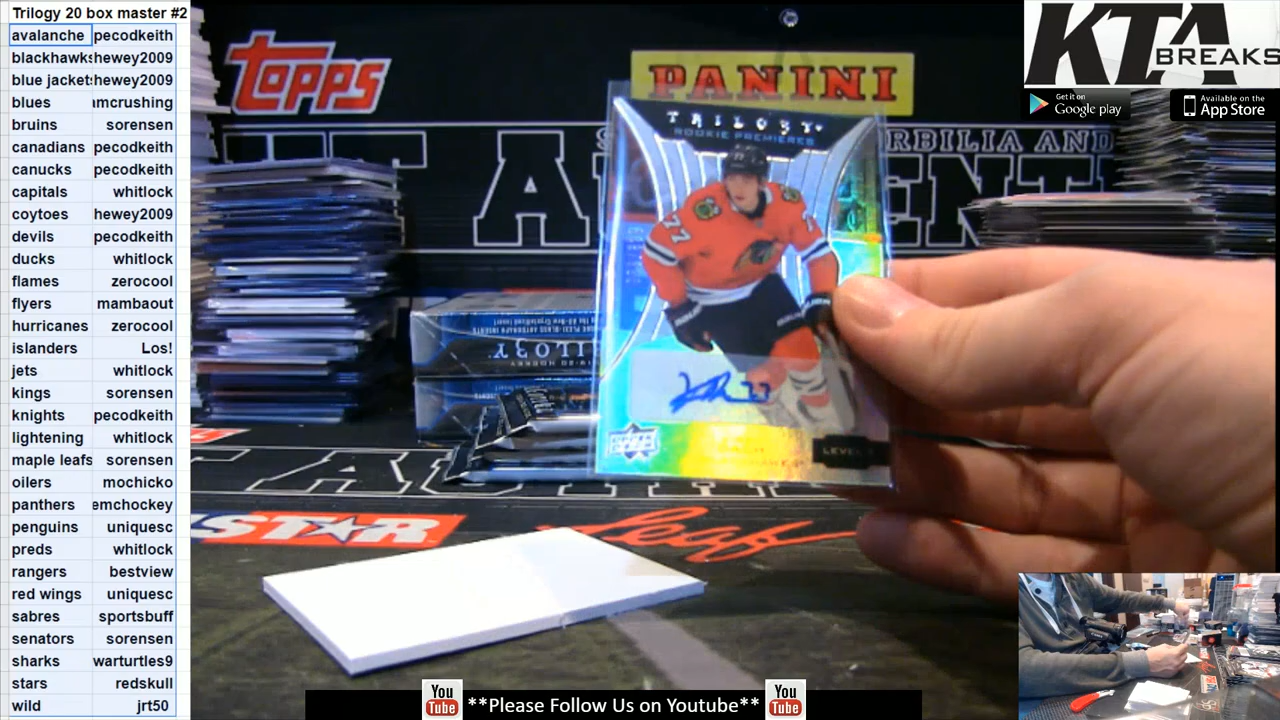 Trilogy 20 box master #2
avalanche pecodkeith
blackhawks hewey2009
blue jackets hewey2009
blues amcrushing
bruins sorensen
canadians pecodkeith
canucks pecodkeith
capitals whitlock
coytoes hewey2009
devils pecodkeith
ducks whitlock
flames zerocool
flyers mambaout
hurricanes zerocool
islanders Los!
jets whitlock
kings sorensen
knights pecodkeith
lightening whitlock
maple leafs sorensen
oilers mochicko
panthers emchockey
penguins uniquesc
preds whitlock
rangers bestview
red wings uniquesc
sabres sportsbuff
senators sorensen
sharks warturtles9
stars redskull
wild jrt50
TOPPS
PANINI
TRILOGY
ROOKIE PREMIERES
77
LEVEL
TRILOGY
STAR
Leaf
KTA
BREAKS
Get it on
Google play
Available on the
App Store
You
Tube
**Please Follow Us on Youtube**
You
Tube